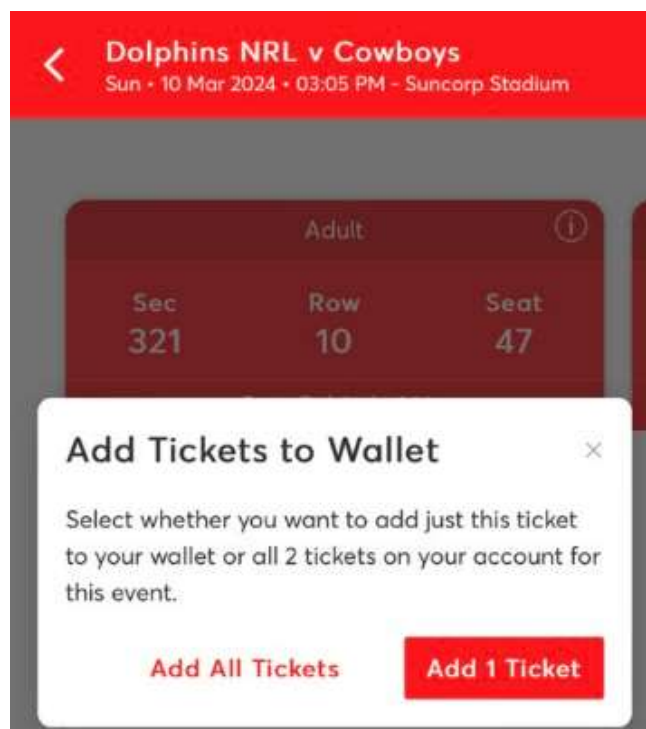 Dolphins NRL v Cowboys
Sun • 10 Mar 2024 • 03:05 PM - Suncorp Stadium
Adult
Sec Row Seat
321 10 47
Add Tickets to Wallet
Select whether you want to add just this ticket
to your wallet or all 2 tickets on your account for
this event.
Add All Tickets Add 1 Ticket